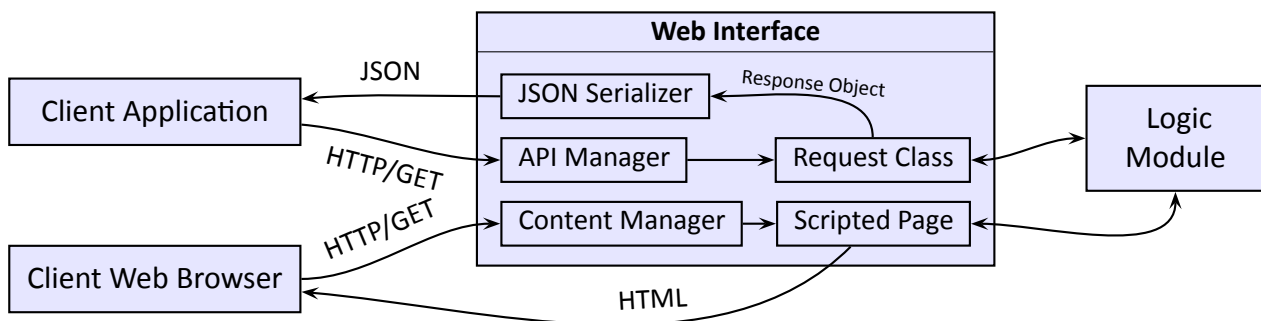 Web Interface
JSON
Client Application
HTTP/GET
JSON Serializer
Response Object
API Manager
Request Class
Logic
Module
HTTP/GET
Content Manager
Scripted Page
Client Web Browser
HTML